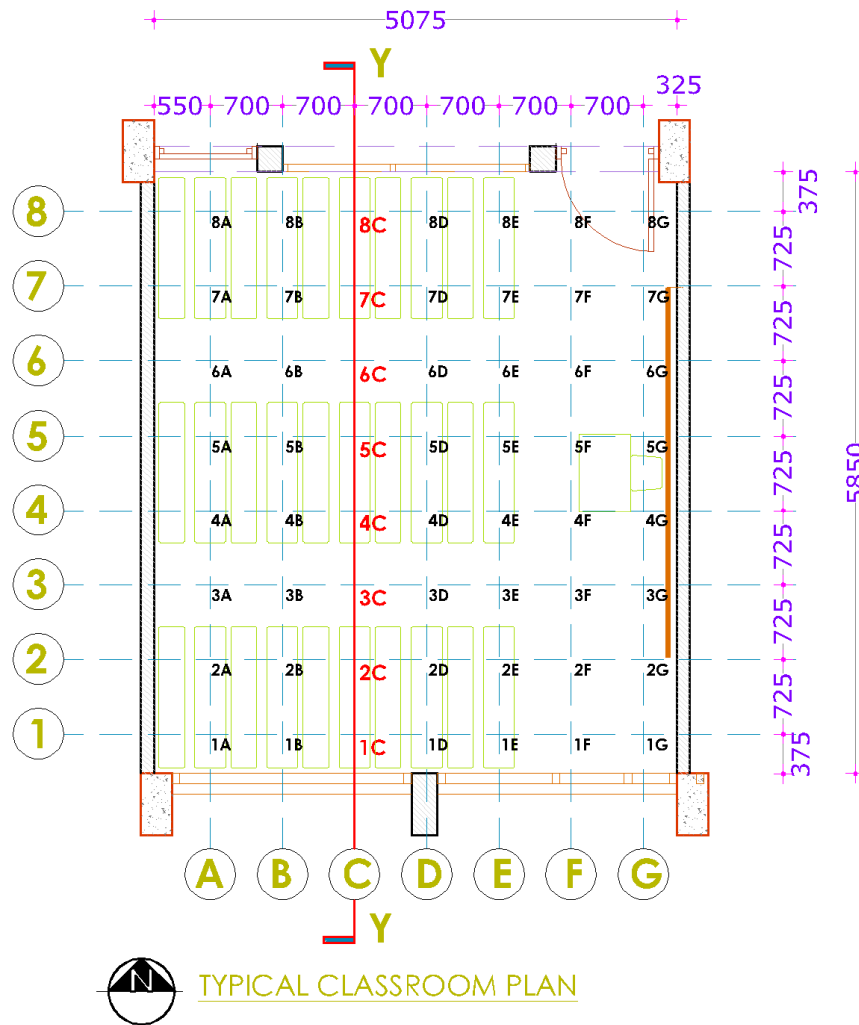 5075
Y
325
550 700 700 700 700 700 700
375
8 8A 8B 8C 8D 8E 8F 8G
725
7 7A 7B 7C 7D 7E 7F 7G
725
6 6A 6B 6C 6D 6E 6F 6G
725
5 5A 5B 5C 5D 5E 5F 5G
725
5850
4 4A 4B 4C 4D 4E 4F 4G
725
3 3A 3B 3C 3D 3E 3F 3G
725
2 2A 2B 2C 2D 2E 2F 2G
725
1 1A 1B 1C 1D 1E 1F 1G
375
A B C D E F G
Y
N
TYPICAL CLASSROOM PLAN